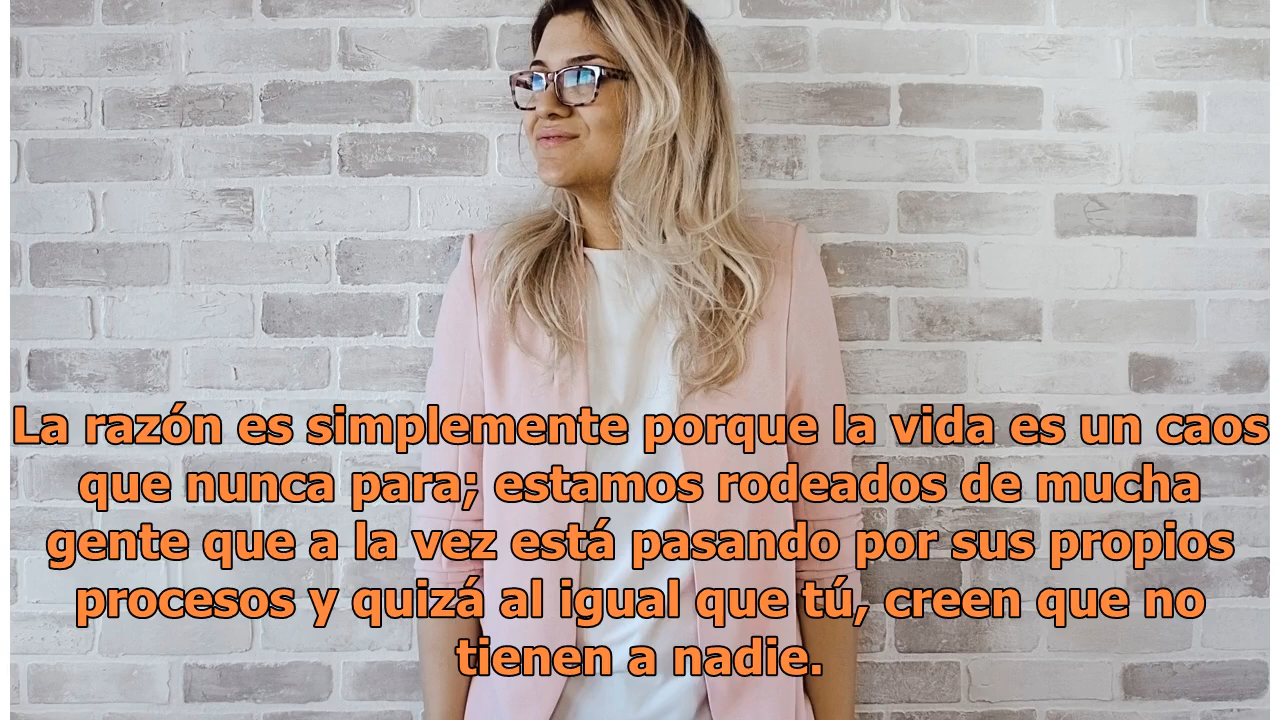 La razón es simplemente porque la vida es un caos
que nunca para; estamos rodeados de mucha
gente que a la vez está pasando por sus propios
procesos y quizá al igual que tú, creen que no
tienen a nadie.